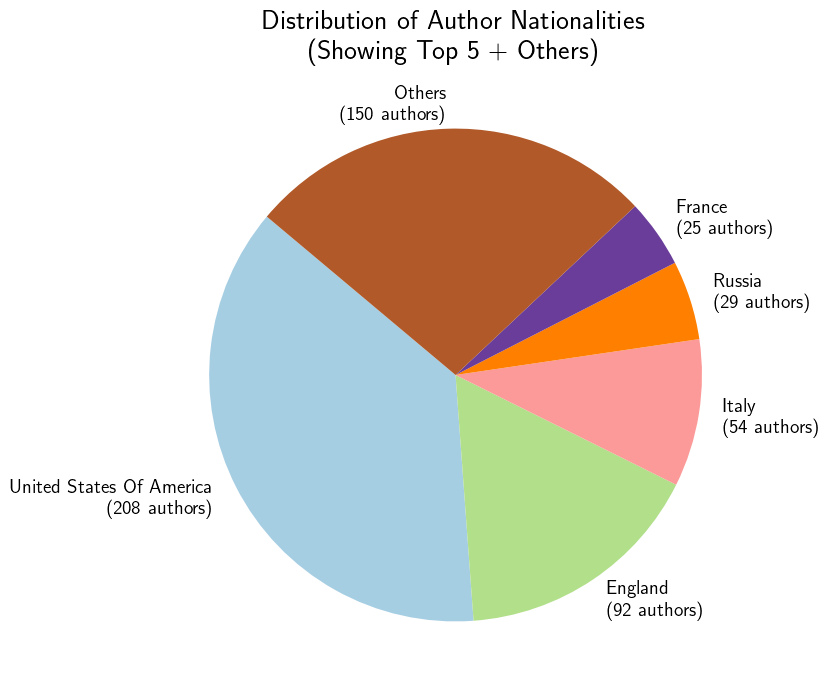 Distribution of Author Nationalities
(Showing Top 5 + Others)
Others
(150 authors)
France
(25 authors)
Russia
(29 authors)
Italy
(54 authors)
United States Of America
(208 authors)
England
(92 authors)